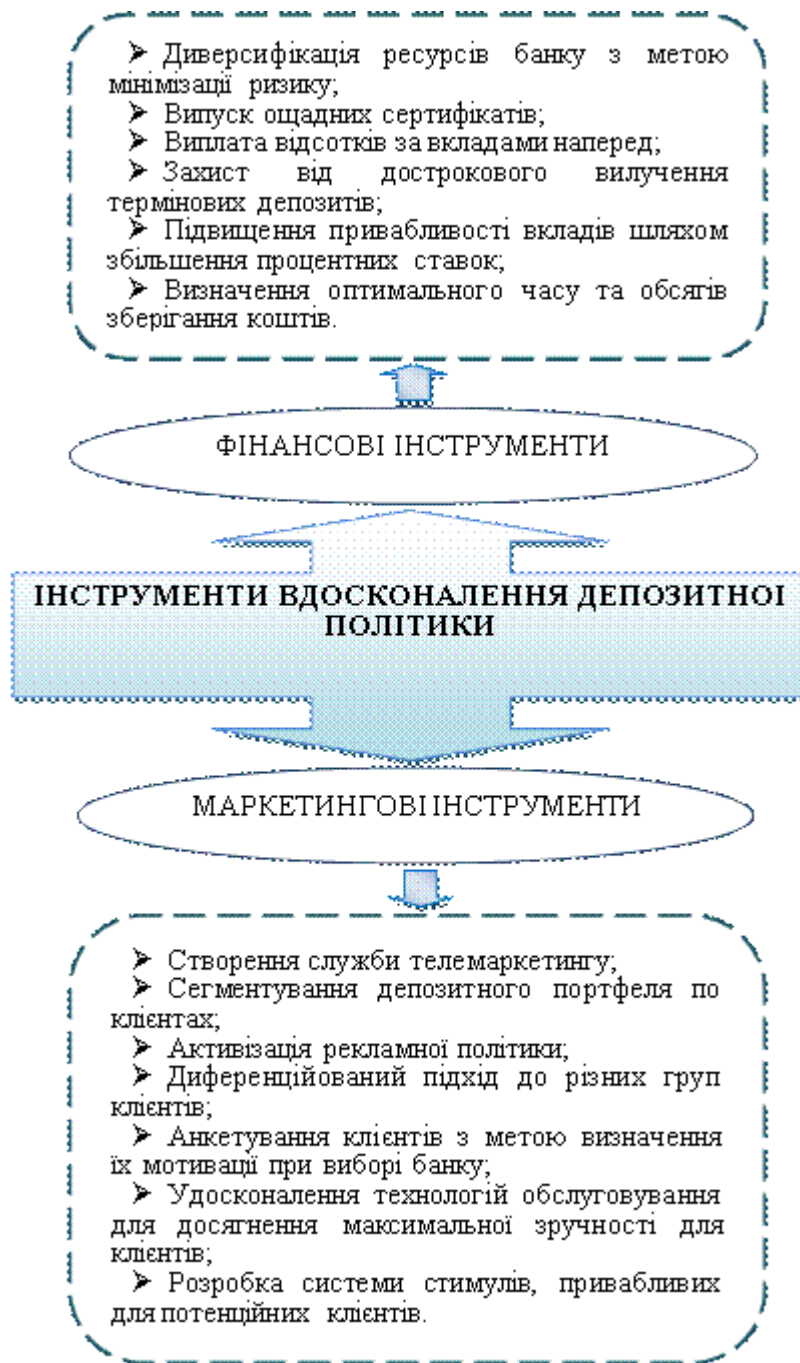 ➢ Диверсифікація ресурсів банку з метою
мінімізації ризику;
➢ Випуск ощадних сертифікатів;
➢ Виплата відсотків за вкладами наперед;
➢ Захист від дострокового вилучення
термінових депозитів;
➢ Підвищення привабливості вкладів шляхом
збільшення процентних ставок;
➢ Визначення оптимального часу та обсягів
зберігання коштів.
ФІНАНСОВІ ІНСТРУМЕНТИ
ІНСТРУМЕНТИ ВДОСКОНАЛЕННЯ ДЕПОЗИТНОІ
ПОЛІТИКИ
МАРКЕТИНГОВІ ІНСТРУМЕНТИ
➢ Створення служби телемаркетингу;
➢ Сегментування депозитного портфеля по
клієнтах;
➢ Активізація рекламної політики;
➢ Диференційований підхід до різних груп
клієнтів;
➢ Анкетування клієнтів з метою визначення
їх мотивації при виборі банку;
➢ Удосконалення технологій обслуговування
для досягнення максимальної зручності для
клієнтів;
➢ Розробка системи стимулів, привабливих
для потенційних клієнтів.